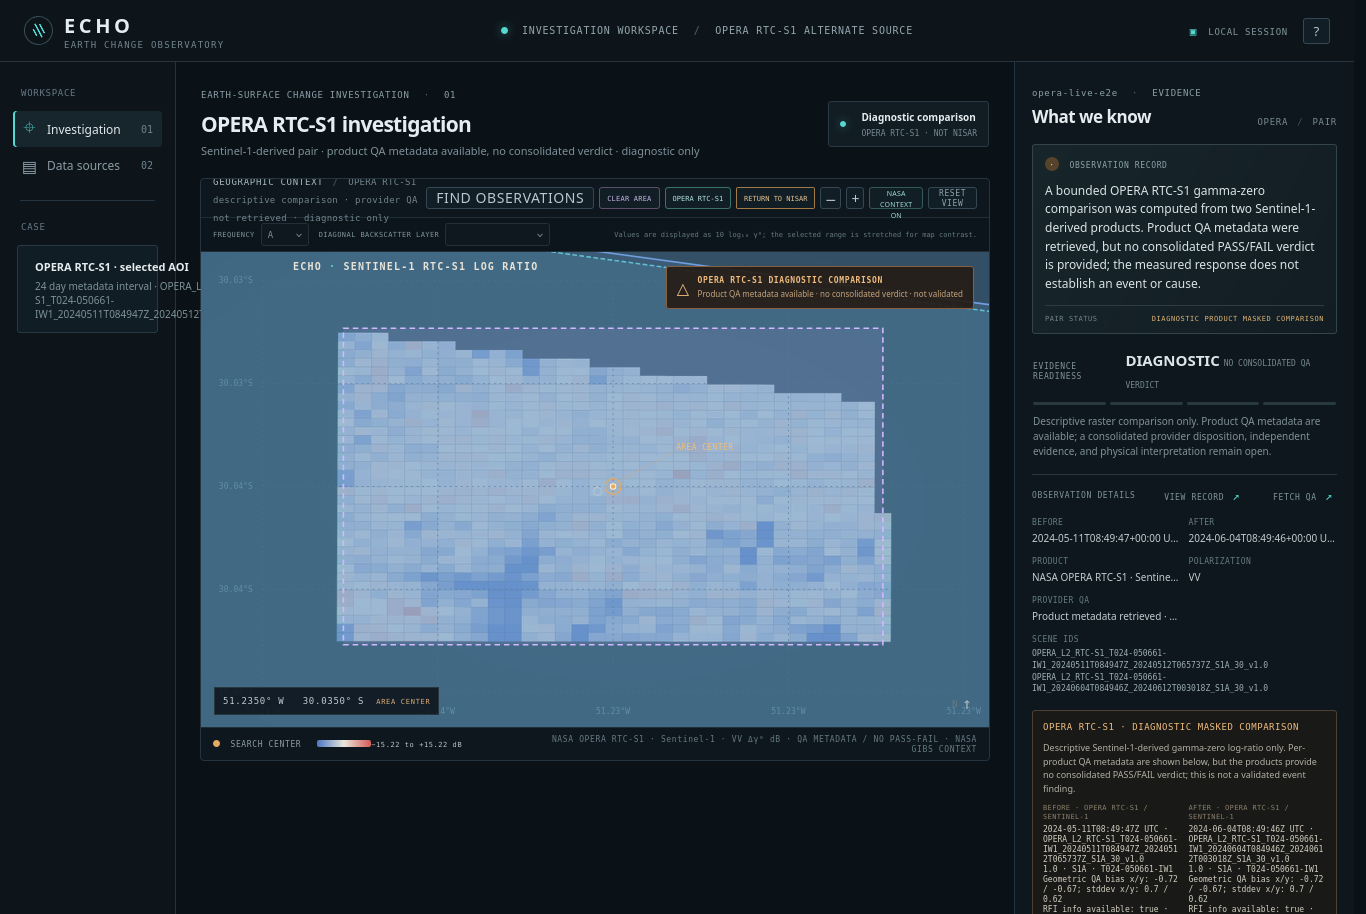 ECHO
EARTH CHANGE OBSERVATORY
INVESTIGATION WORKSPACE / OPERA RTC-S1 ALTERNATE SOURCE
LOCAL SESSION
?
WORKSPACE
Investigation 01
Data sources 02
CASE
OPERA RTC-S1 · selected AOI
24 day metadata interval · OPERA_L
S1_T024-050661-
IW1_20240511T084947Z_20240512T
EARTH-SURFACE CHANGE INVESTIGATION · 01
OPERA RTC-S1 investigation
Sentinel-1-derived pair · product QA metadata available, no consolidated verdict · diagnostic only
Diagnostic comparison
OPERA RTC-S1 · NOT NISAR
GEOGRAPHIC CONTEXT / OPERA RTC-S1
descriptive comparison · provider QA
not retrieved · diagnostic only
FIND OBSERVATIONS
CLEAR AREA
OPERA RTC-S1
RETURN TO NISAR
—
+
NASA
CONTEXT
ON
RESET
VIEW
FREQUENCY
A
DIAGONAL BACKSCATTER LAYER
Values are displayed as 10 log₁₀ γ⁰; the selected range is stretched for map contrast.
ECHO · SENTINEL-1 RTC-S1 LOG RATIO
OPERA RTC-S1 DIAGNOSTIC COMPARISON
Product QA metadata available · no consolidated verdict · not validated
30.03°S
30.03°S
AREA CENTER
30.04°S
30.04°S
51.2350° W 30.0350° S AREA CENTER
4°W
51.23°W
51.23°W
51.23°W
SEARCH CENTER
−15.22 to +15.22 dB
NASA OPERA RTC-S1 · Sentinel-1 · VV Δγ⁰ dB · QA METADATA / NO PASS-FAIL · NASA
GIBS CONTEXT
opera-live-e2e · EVIDENCE
What we know
OPERA / PAIR
OBSERVATION RECORD
A bounded OPERA RTC-S1 gamma-zero
comparison was computed from two Sentinel-1-
derived products. Product QA metadata were
retrieved, but no consolidated PASS/FAIL verdict
is provided; the measured response does not
establish an event or cause.
PAIR STATUS
DIAGNOSTIC PRODUCT MASKED COMPARISON
EVIDENCE
READINESS
DIAGNOSTIC NO CONSOLIDATED QA
VERDICT
Descriptive raster comparison only. Product QA metadata are
available; a consolidated provider disposition, independent
evidence, and physical interpretation remain open.
OBSERVATION DETAILS
VIEW RECORD ↗
FETCH QA ↗
BEFORE
2024-05-11T08:49:47+00:00 U...
AFTER
2024-06-04T08:49:46+00:00 U...
PRODUCT
NASA OPERA RTC-S1 · Sentine...
POLARIZATION
VV
PROVIDER QA
Product metadata retrieved · ...
SCENE IDS
OPERA_L2_RTC-S1_T024-050661-
IW1_20240511T084947Z_20240512T065737Z_S1A_30_v1.0
OPERA_L2_RTC-S1_T024-050661-
IW1_20240604T084946Z_20240612T003018Z_S1A_30_v1.0
OPERA RTC-S1 · DIAGNOSTIC MASKED COMPARISON
Descriptive Sentinel-1-derived gamma-zero log-ratio only. Per-
product QA metadata are shown below, but the products provide
no consolidated PASS/FAIL verdict; this is not a validated event
finding.
BEFORE · OPERA RTC-S1 /
SENTINEL-1
2024-05-11T08:49:47Z UTC ·
OPERA_L2_RTC-S1_T024-050661-
IW1_20240511T084947Z_2024051
2T065737Z_S1A_30_v1.0
1.0 · S1A · T024-050661-IW1
Geometric QA bias x/y: -0.72
/ -0.67; stddev x/y: 0.7 /
0.62
RFI info available: true ·
AFTER · OPERA RTC-S1 /
SENTINEL-1
2024-06-04T08:49:46Z UTC ·
OPERA_L2_RTC-S1_T024-050661-
IW1_20240604T084946Z_2024061
2T003018Z_S1A_30_v1.0
1.0 · S1A · T024-050661-IW1
Geometric QA bias x/y: -0.72
/ -0.67; stddev x/y: 0.7 /
0.62
RFI info available: true ·